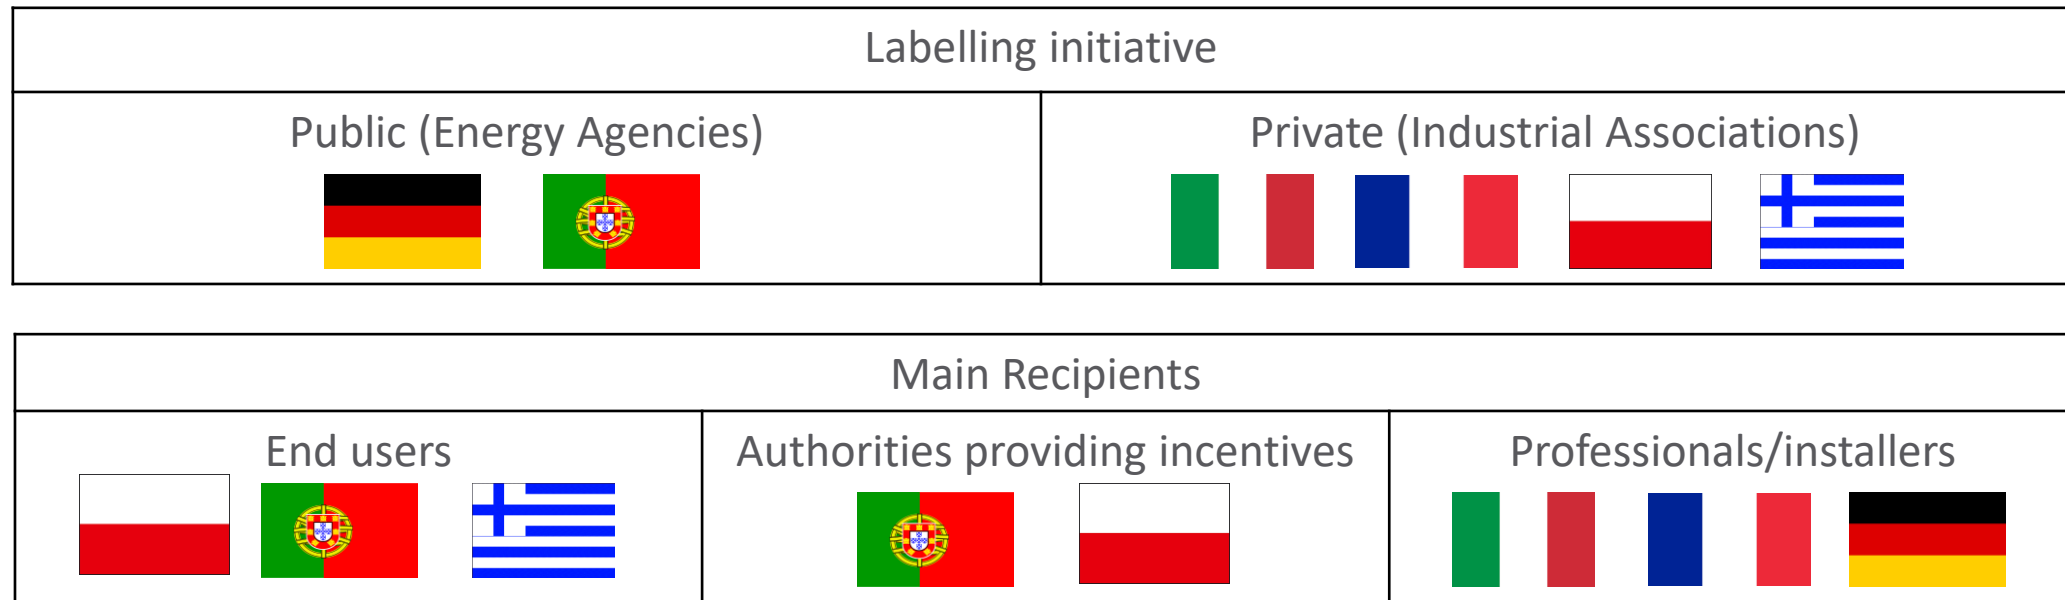 Labelling initiative
Public (Energy Agencies)
Private (Industrial Associations)
Main Recipients
End users
Authorities providing incentives
Professionals/installers